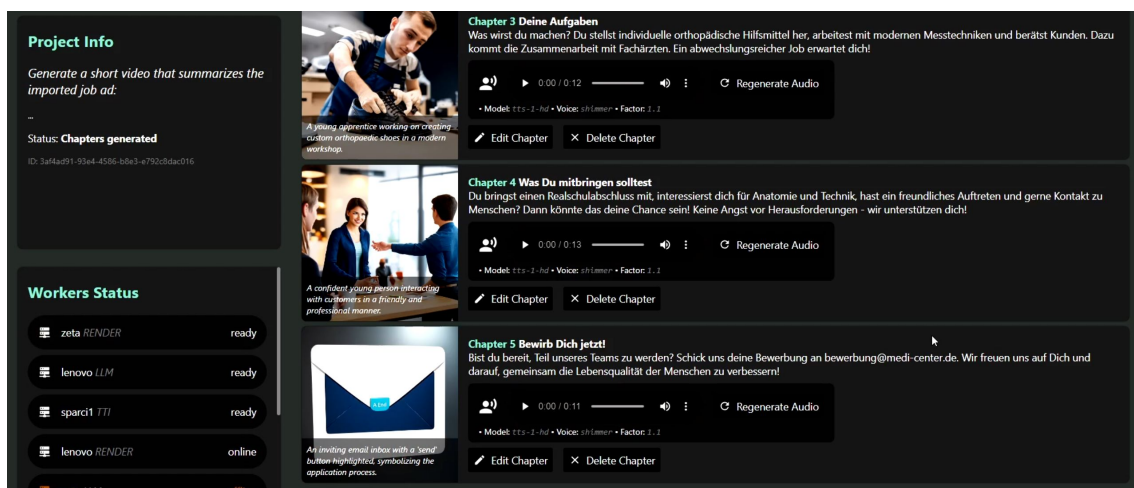 Project Info
Generate a short video that summarizes the
imported job ad:
...
Status: Chapters generated
ID: 3af4ad91-93e4-4586-b8e3-e792c8dac016
Workers Status
zeta RENDER ready
lenovo LLM ready
sparci1 TTI ready
lenovo RENDER online
A young apprentice working on creating
custom orthopaedic shoes in a modern
workshop.
Chapter 3 Deine Aufgaben
Was wirst du machen? Du stellst individuelle orthopädische Hilfsmittel her, arbeitest mit modernen Messtechniken und berätst Kunden. Dazu
kommt die Zusammenarbeit mit Fachärzten. Ein abwechslungsreicher Job erwartet dich!
0:00 / 0:12 Regenerate Audio
• Model: tts-1-hd • Voice: shimmer • Factor: 1.1
Edit Chapter Delete Chapter
A confident young person interacting
with customers in a friendly and
professional manner.
Chapter 4 Was Du mitbringen solltest
Du bringst einen Realschulabschluss mit, interessierst dich für Anatomie und Technik, hast ein freundliches Auftreten und gerne Kontakt zu
Menschen? Dann könnte das deine Chance sein! Keine Angst vor Herausforderungen - wir unterstützen dich!
0:00 / 0:13 Regenerate Audio
• Model: tts-1-hd • Voice: shimmer • Factor: 1.1
Edit Chapter Delete Chapter
An inviting email inbox with a 'send'
button highlighted, symbolizing the
application process.
Chapter 5 Bewirb Dich jetzt!
Bist du bereit, Teil unseres Teams zu werden? Schick uns deine Bewerbung an bewerbung@medi-center.de. Wir freuen uns auf Dich und
darauf, gemeinsam die Lebensqualität der Menschen zu verbessern!
0:00 / 0:11 Regenerate Audio
• Model: tts-1-hd • Voice: shimmer • Factor: 1.1
Edit Chapter Delete Chapter